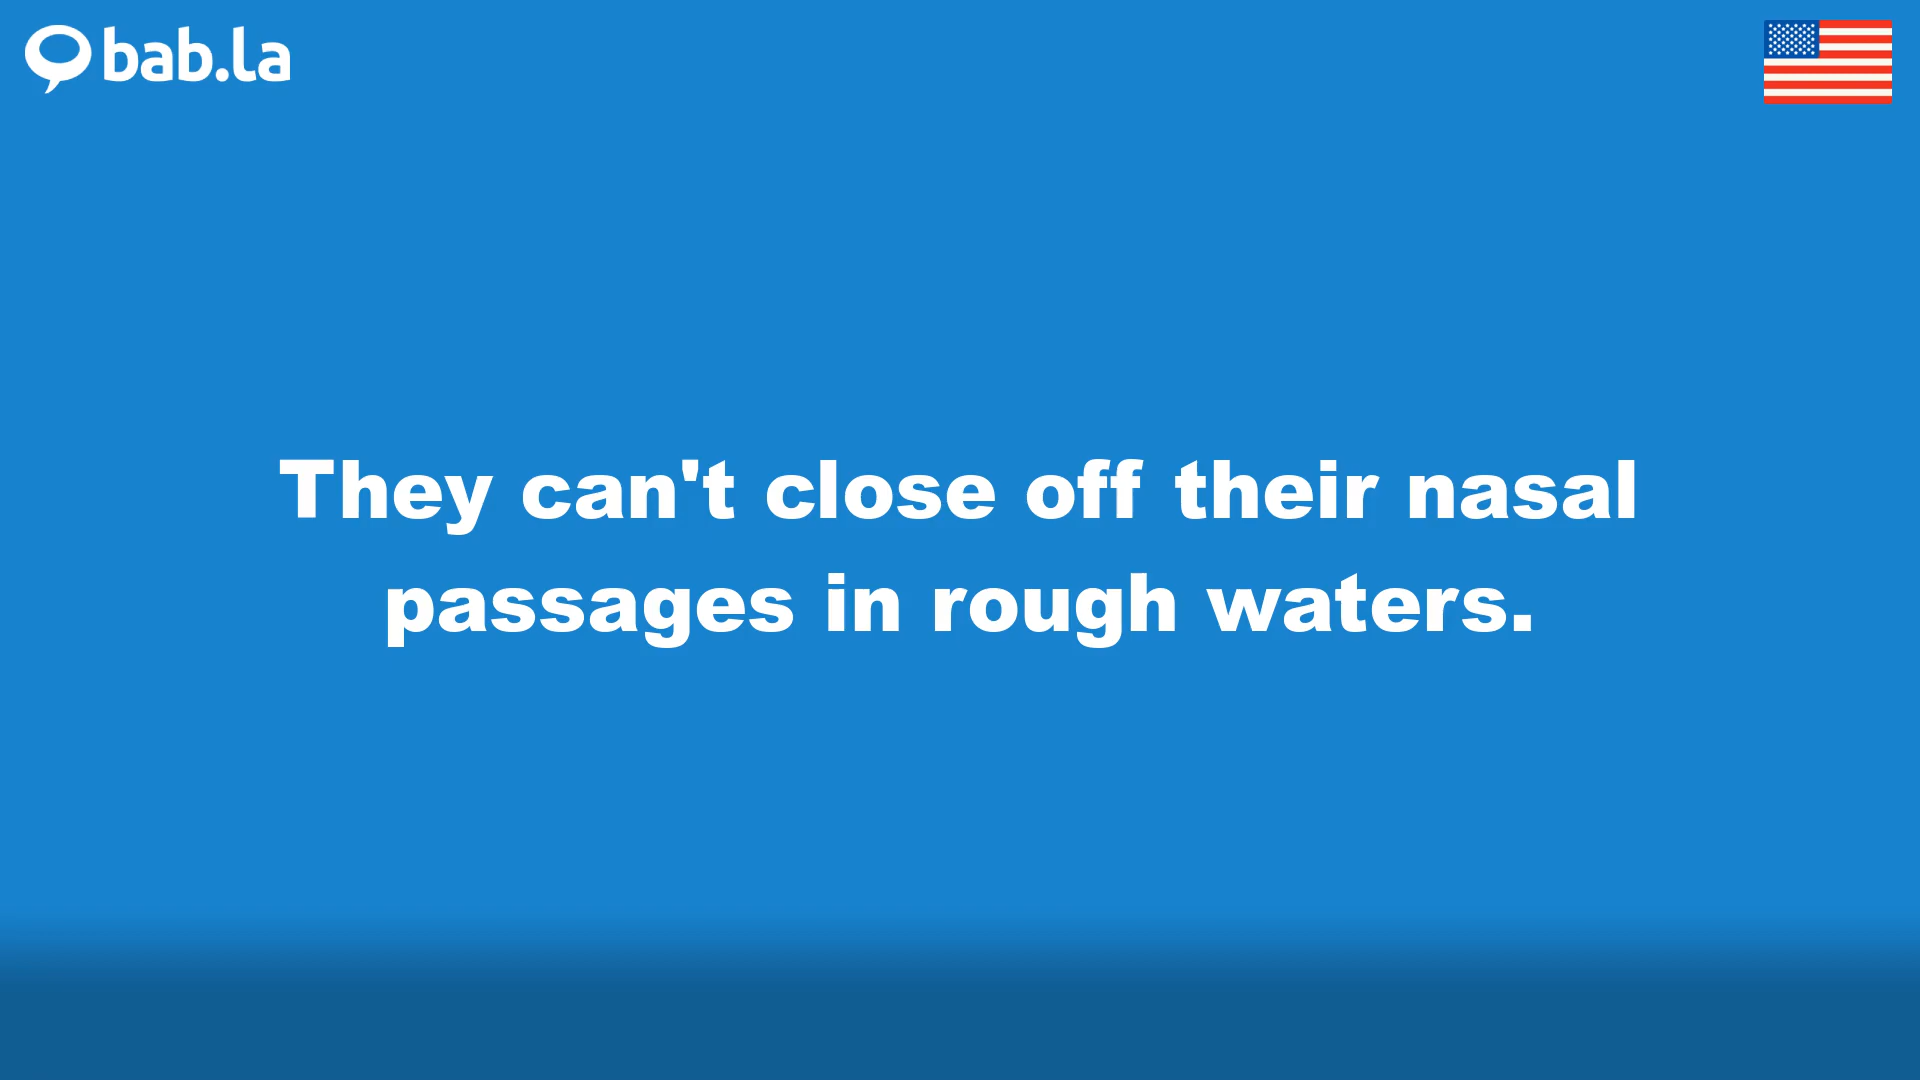 bab.la
They can't close off their nasal
passages in rough waters.